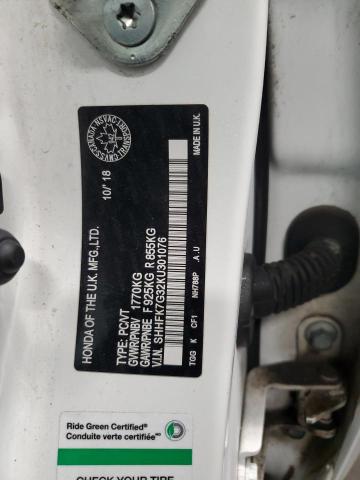 HONDA OF THE U.K. MFG.,LTD. 10/'18
TYPE: PC/VT
GVWR/PNBV 1770KG
GAWR/PNBE F 925KG R 855KG
V.I.N. SHHFK7G32KU301076
TGG K CF1 NH788P .A .U
MADE IN U.K.
Ride Green Certified®
Conduite verte certifiée
CHECK YOUR TIRE